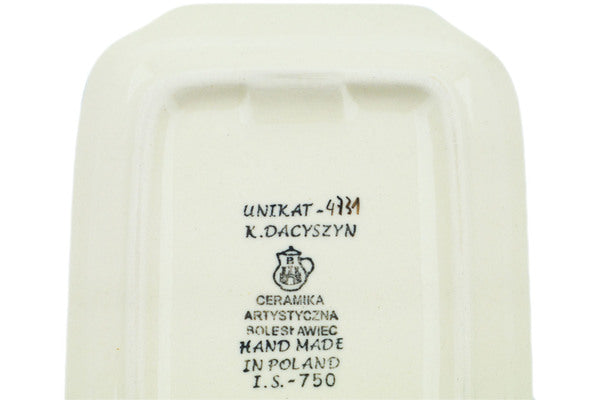 UNIKAT-4731
K.DACYSZYN
CERAMIKA
ARTYSTYCZNA
BOLESŁAWIEC
HAND MADE
IN POLAND
I.S.-750